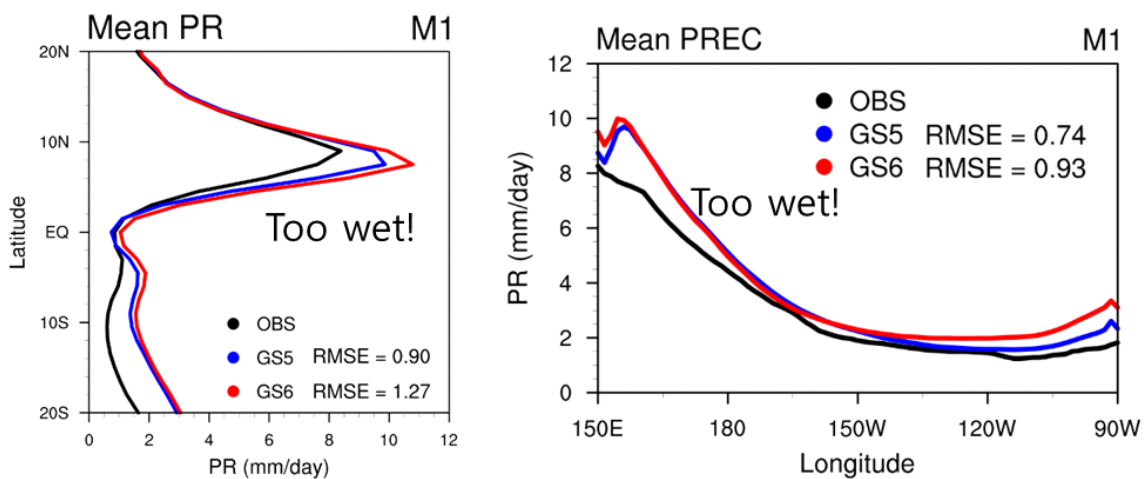 Mean PR M1
20N
10N
EQ
10S
20S
Latitude
Too wet!
OBS
GS5 RMSE = 0.90
GS6 RMSE = 1.27
0 2 4 6 8 10 12
PR (mm/day)
Mean PREC M1
12
10
8
6
4
2
0
PR (mm/day)
OBS
GS5 RMSE = 0.74
GS6 RMSE = 0.93
Too wet!
150E 180 150W 120W 90W
Longitude